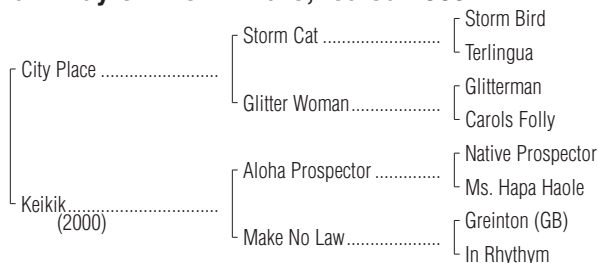 City Place
Keikik
(2000)
Storm Cat
Glitter Woman
Aloha Prospector
Make No Law
Storm Bird
Terlingua
Glitterman
Carols Folly
Native Prospector
Ms. Hapa Haole
Greinton (GB)
In Rhythym